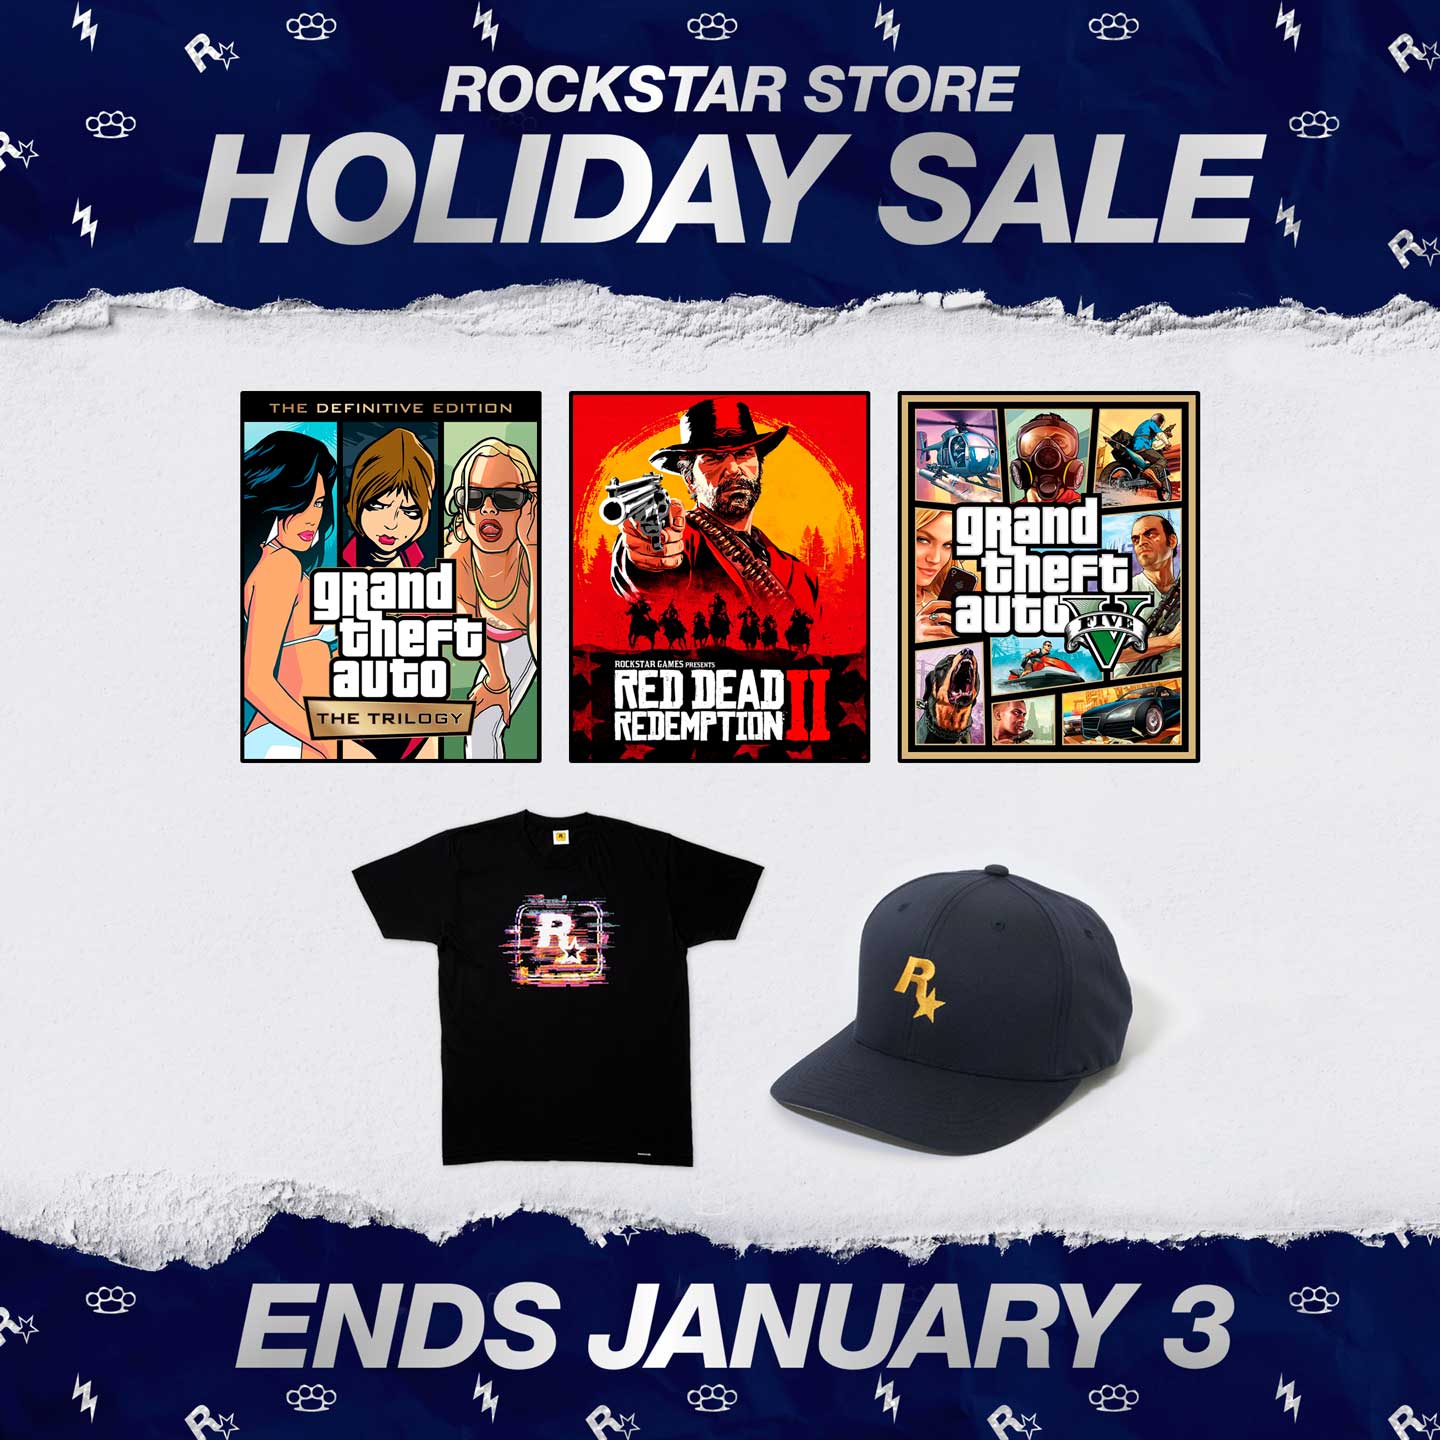 ROCKSTAR STORE
HOLIDAY SALE
THE DEFINITIVE EDITION
grand
theft
auto
THE TRILOGY
ROCKSTAR GAMES PRESENTS
RED DEAD
REDEMPTION II
grand
theft
auto V
FIVE
R
R
ENDS JANUARY 3